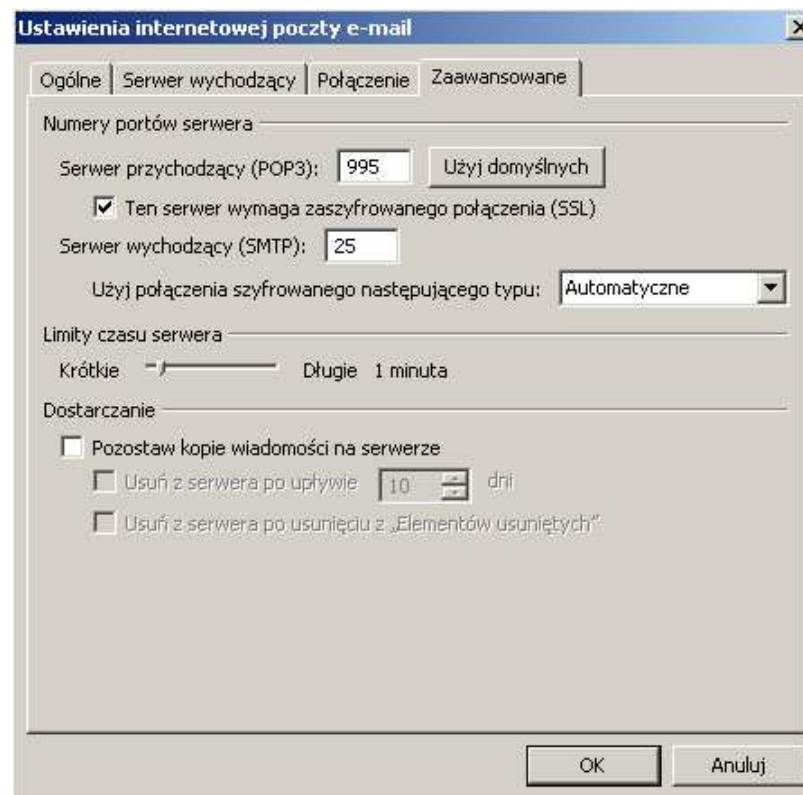 Ustawienia internetowej poczty e-mail
Ogólne Serwer wychodzący Połączenie Zaawansowane
Numery portów serwera
Serwer przychodzący (POP3): 995 Użyj domyślnych
Ten serwer wymaga zaszyfrowanego połączenia (SSL)
Serwer wychodzący (SMTP): 25
Użyj połączenia szyfrowanego następującego typu: Automatyczne
Limity czasu serwera
Krótkie Długie 1 minuta
Dostarczanie
Pozostaw kopie wiadomości na serwerze
Usuń z serwera po upływie 10 dni
Usuń z serwera po usunięciu z „Elementów usuniętych”
OK Anuluj